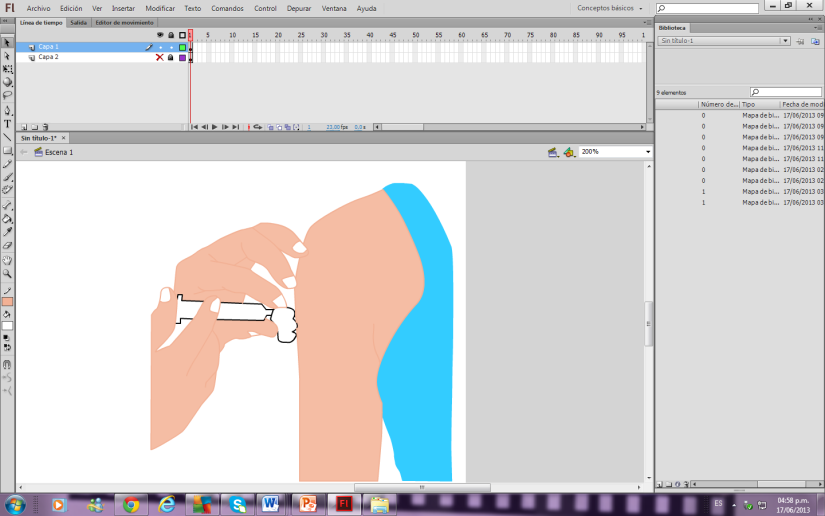 Fl Archivo Edición Ver Insertar Modificar Texto Comandos Control Depurar Ventana Ayuda Conceptos básicos
Línea de tiempo Salida Editor de movimiento
5 10 15 20 25 30 35 40 45 50 55 60 65 70 75 80 85 90 95 1
Capa 1
Capa 2
1 23,00 fps 0,0 s
Sin título-1*
Escena 1 200%
Biblioteca
Sin título-1
9 elementos
Número de... Tipo Fecha de modi
0 Mapa de bi... 17/06/2013 09
0 Mapa de bi... 17/06/2013 09
0 Mapa de bi... 17/06/2013 09
0 Mapa de bi... 17/06/2013 11
0 Mapa de bi... 17/06/2013 11
0 Mapa de bi... 17/06/2013 02
0 Mapa de bi... 17/06/2013 02
1 Mapa de bi... 17/06/2013 03
1 Mapa de bi... 17/06/2013 03
T
Fl
ES 04:58 p.m.
17/06/2013